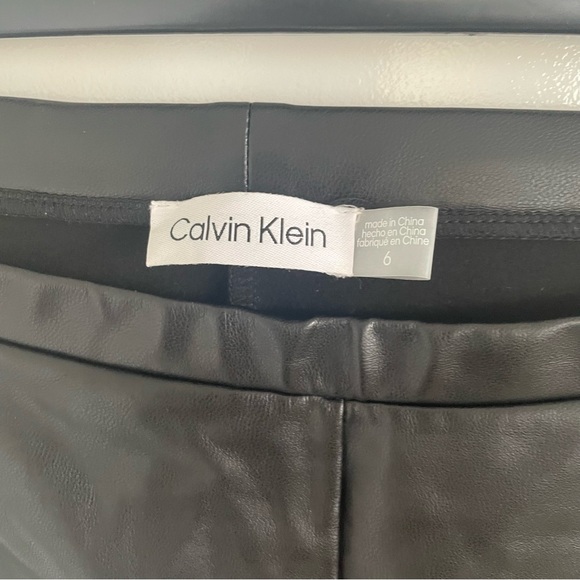 Calvin Klein
made in China
hecho en China
fabriqué en Chine
6